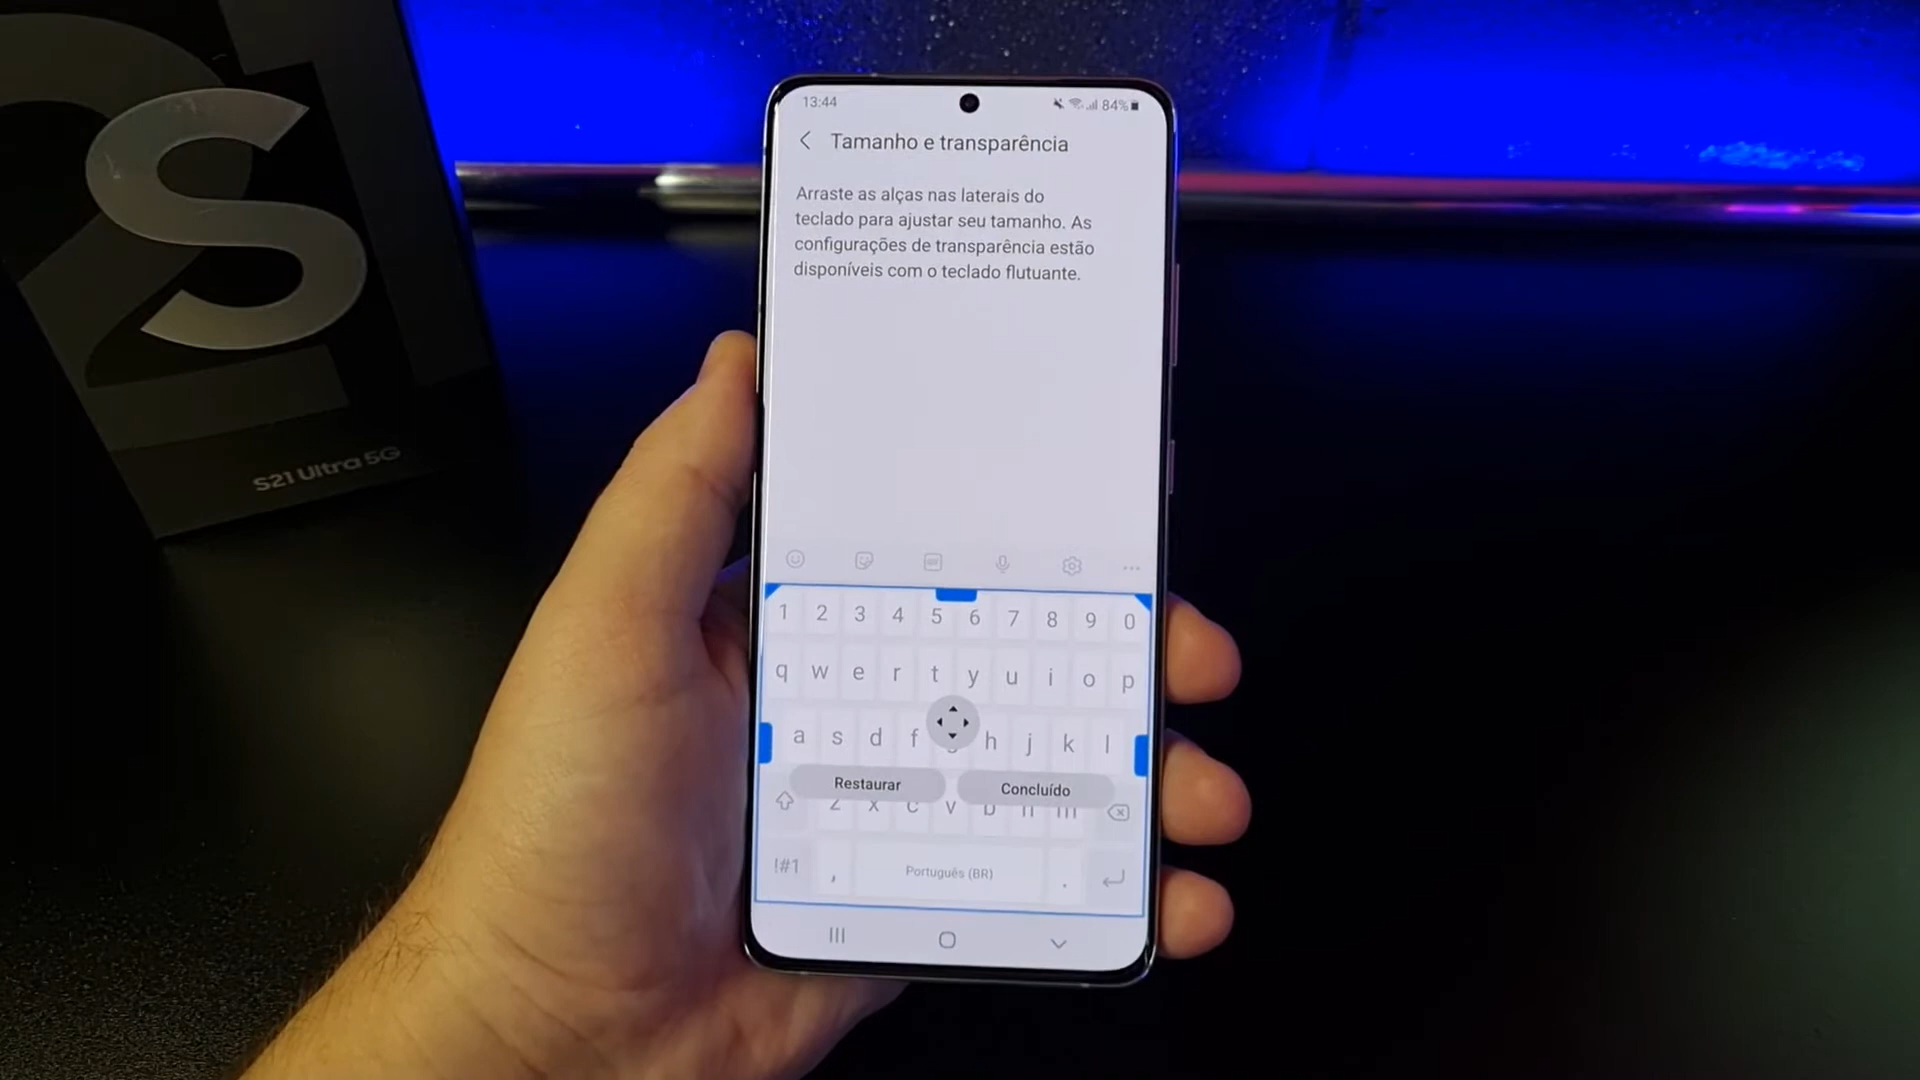 21
S
S21 Ultra 5G
13:44
84%
Tamanho e transparência
Arraste as alças nas laterais do
teclado para ajustar seu tamanho. As
configurações de transparência estão
disponíveis com o teclado flutuante.
1 2 3 4 5 6 7 8 9 0
q w e r t y u i o p
a s d f h j k l
Restaurar Concluído
z x c v b n m
!#1 , Português (BR) .